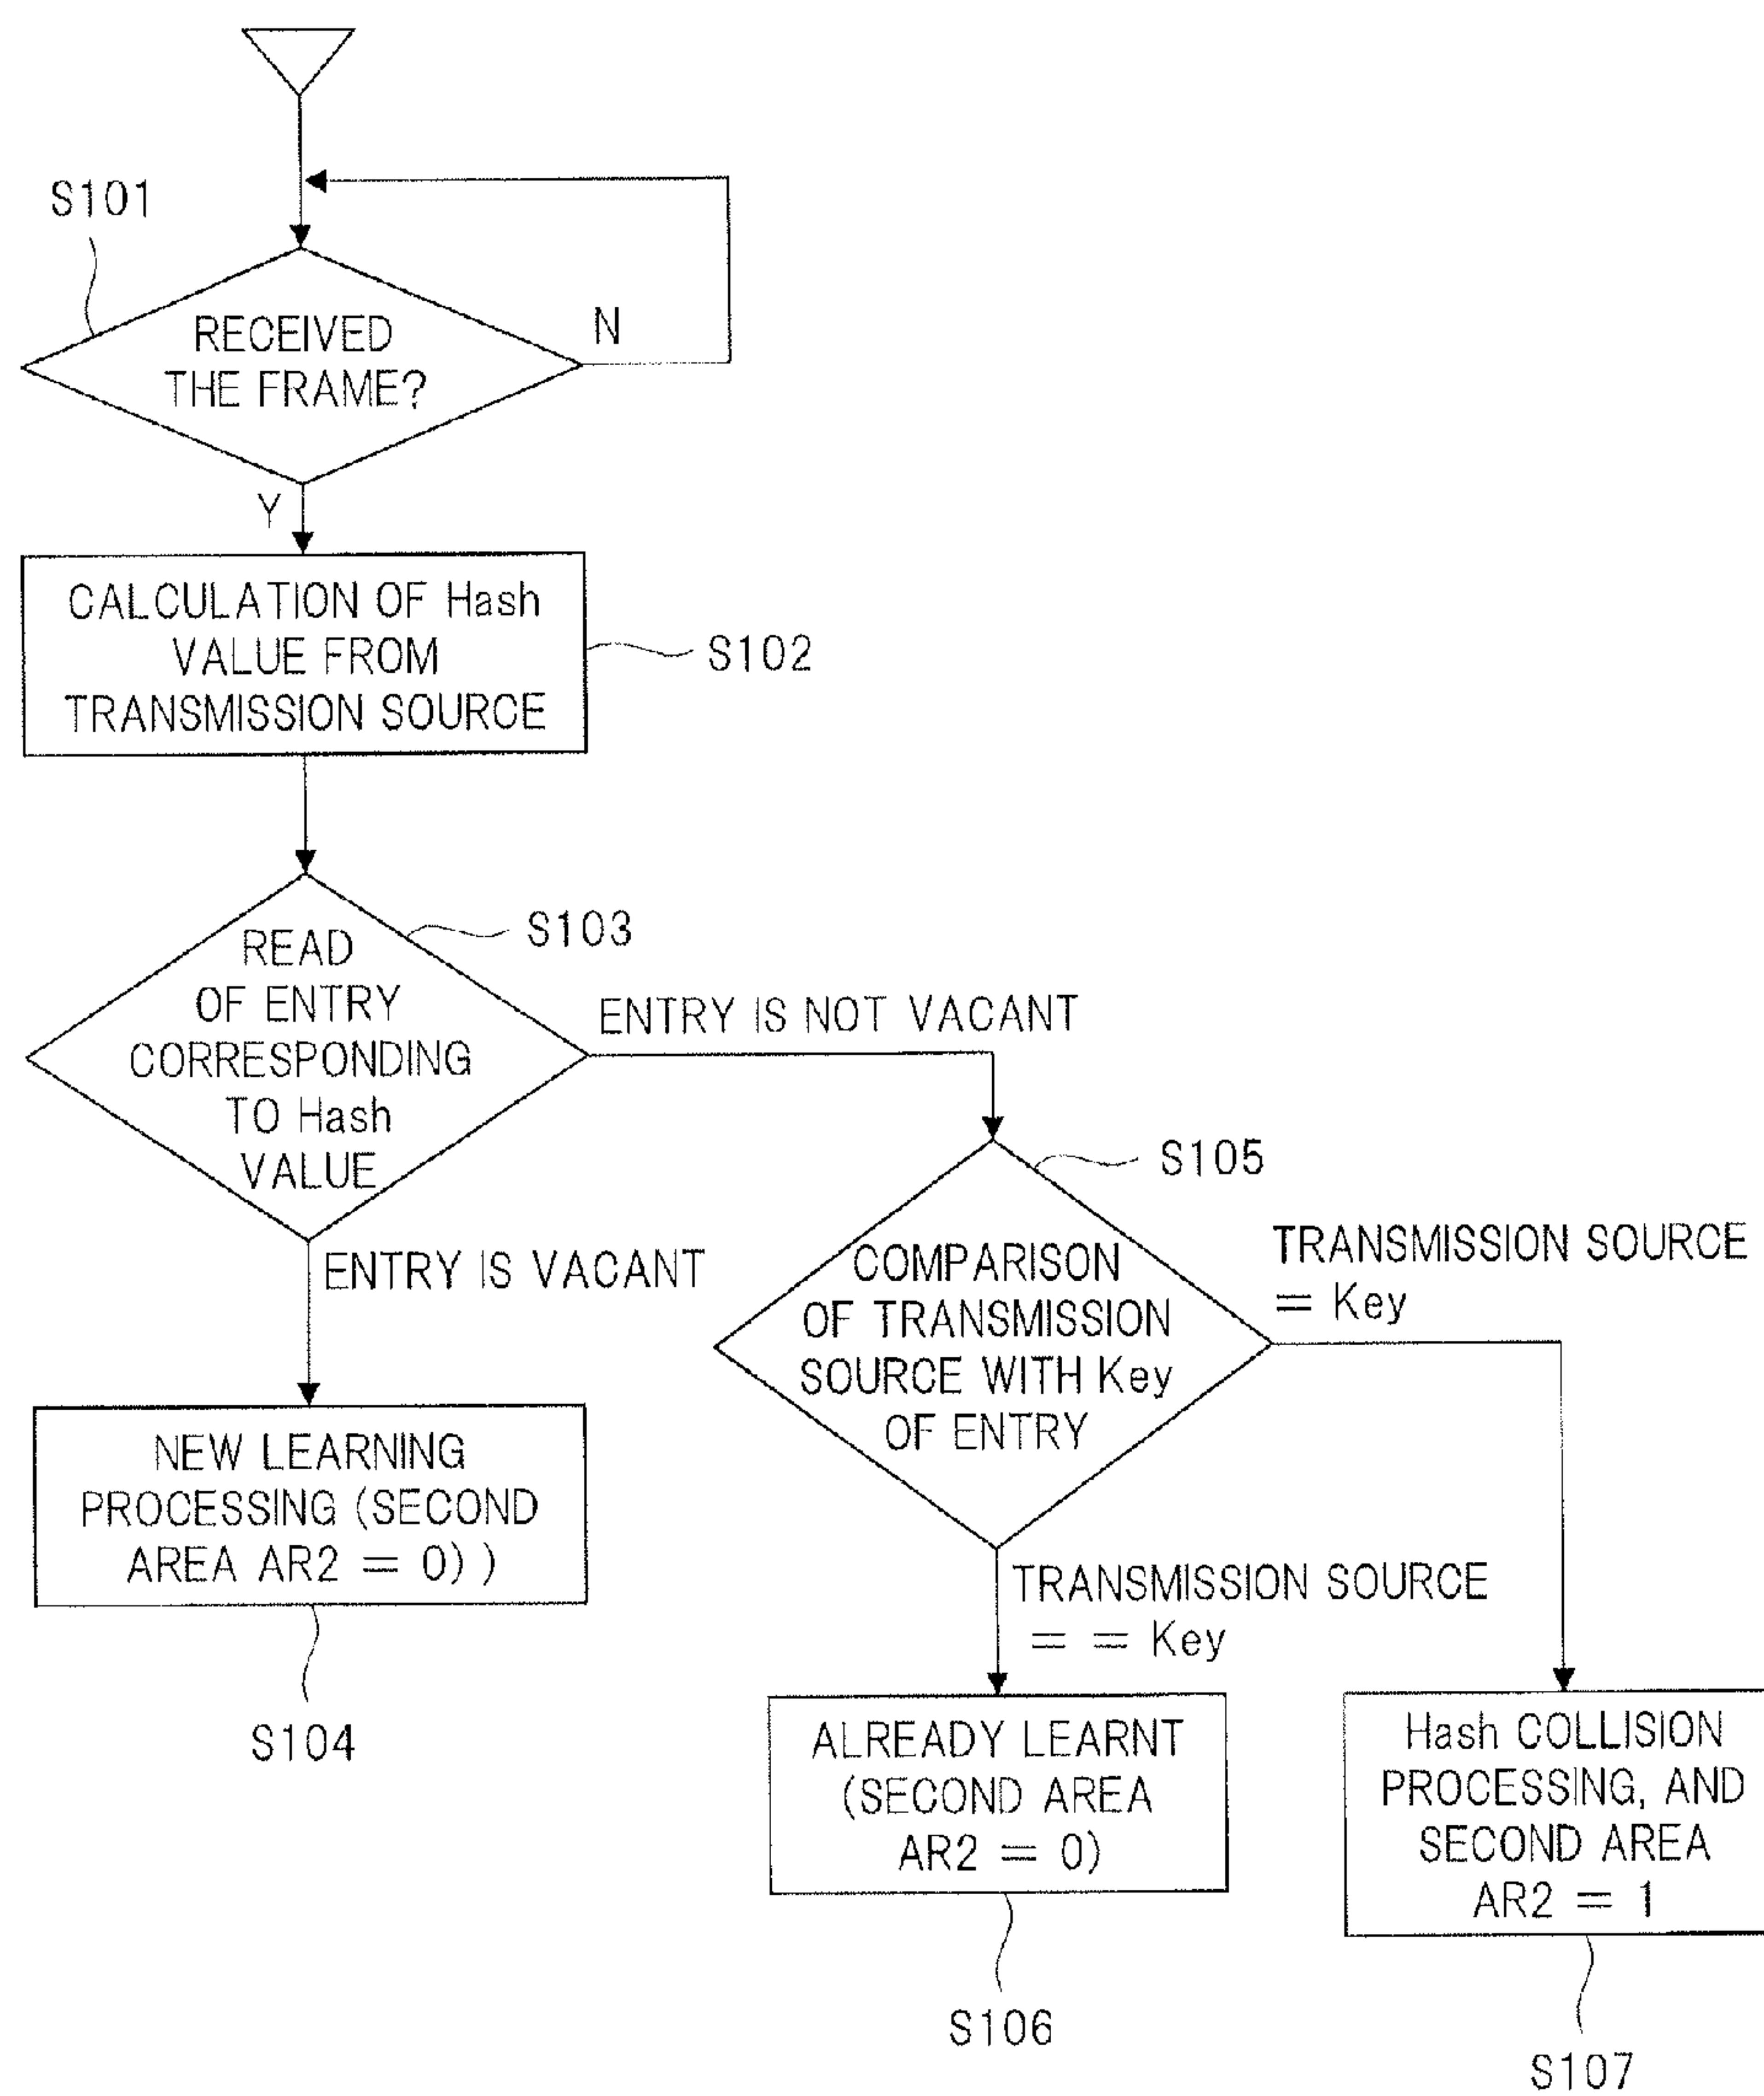 S101
RECEIVED
THE FRAME?
N
Y
CALCULATION OF Hash
VALUE FROM
TRANSMISSION SOURCE
S102
READ
OF ENTRY
CORRESPONDING
TO Hash
VALUE
S103
ENTRY IS NOT VACANT
ENTRY IS VACANT
NEW LEARNING
PROCESSING (SECOND
AREA AR2 = 0) )
S104
S105
COMPARISON
OF TRANSMISSION
SOURCE WITH Key
OF ENTRY
TRANSMISSION SOURCE
= Key
TRANSMISSION SOURCE
= = Key
ALREADY LEARNT
(SECOND AREA
AR2 = 0)
S106
Hash COLLISION
PROCESSING, AND
SECOND AREA
AR2 = 1
S107